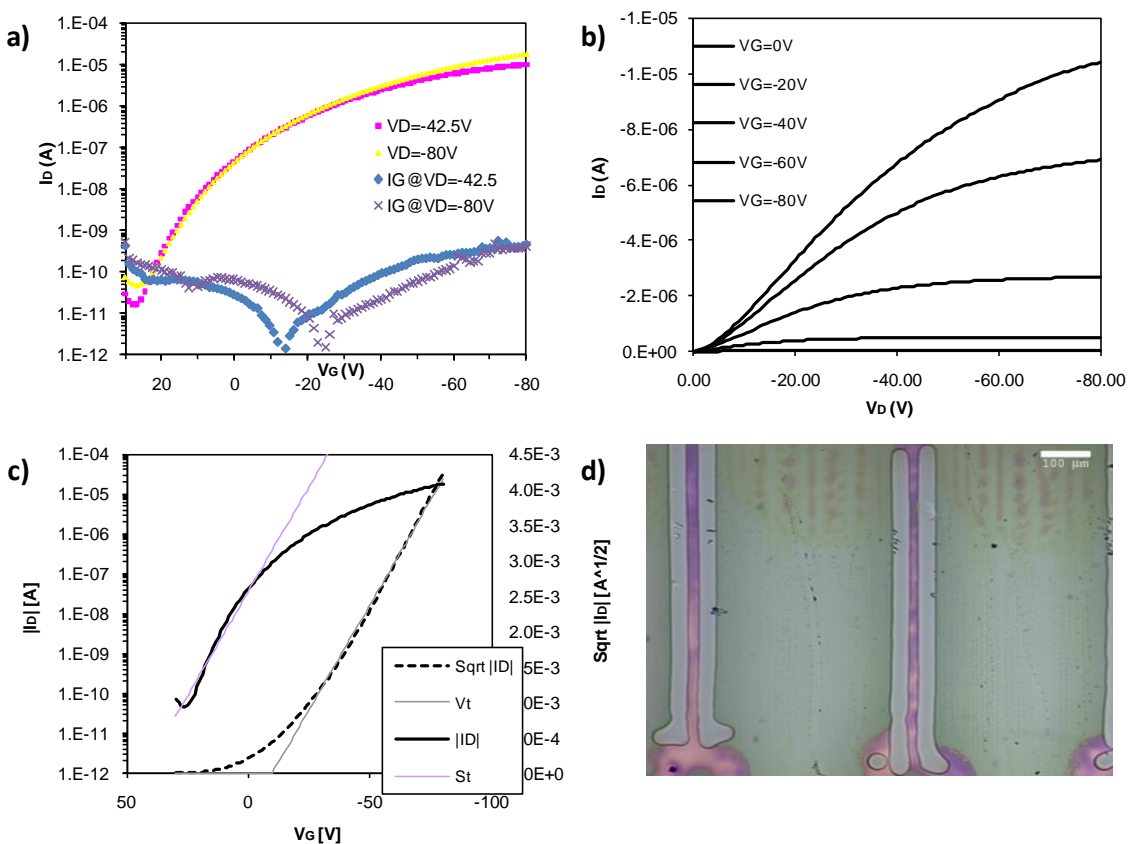 a)
1.E-04
1.E-05
1.E-06
1.E-07
1.E-08
1.E-09
1.E-10
1.E-11
1.E-12
ID (A)
VD=-42.5V
VD=-80V
IG@VD=-42.5
IG@VD=-80V
20 0 -20 -40 -60 -80
VG (V)
b)
-1.E-05
-1.E-05
-8.E-06
-6.E-06
-4.E-06
-2.E-06
0.E+00
ID (A)
VG=0V
VG=-20V
VG=-40V
VG=-60V
VG=-80V
0.00 -20.00 -40.00 -60.00 -80.00
VD (V)
c)
1.E-04
1.E-05
1.E-06
1.E-07
1.E-08
1.E-09
1.E-10
1.E-11
1.E-12
|ID| [A]
4.5E-3
4.0E-3
3.5E-3
3.0E-3
2.5E-3
2.0E-3
5E-3
0E-3
0E-4
0E+0
Sqrt |ID| [A^1/2]
Sqrt |ID|
Vt
|ID|
St
50 0 -50 -100
VG [V]
d)
100 µm